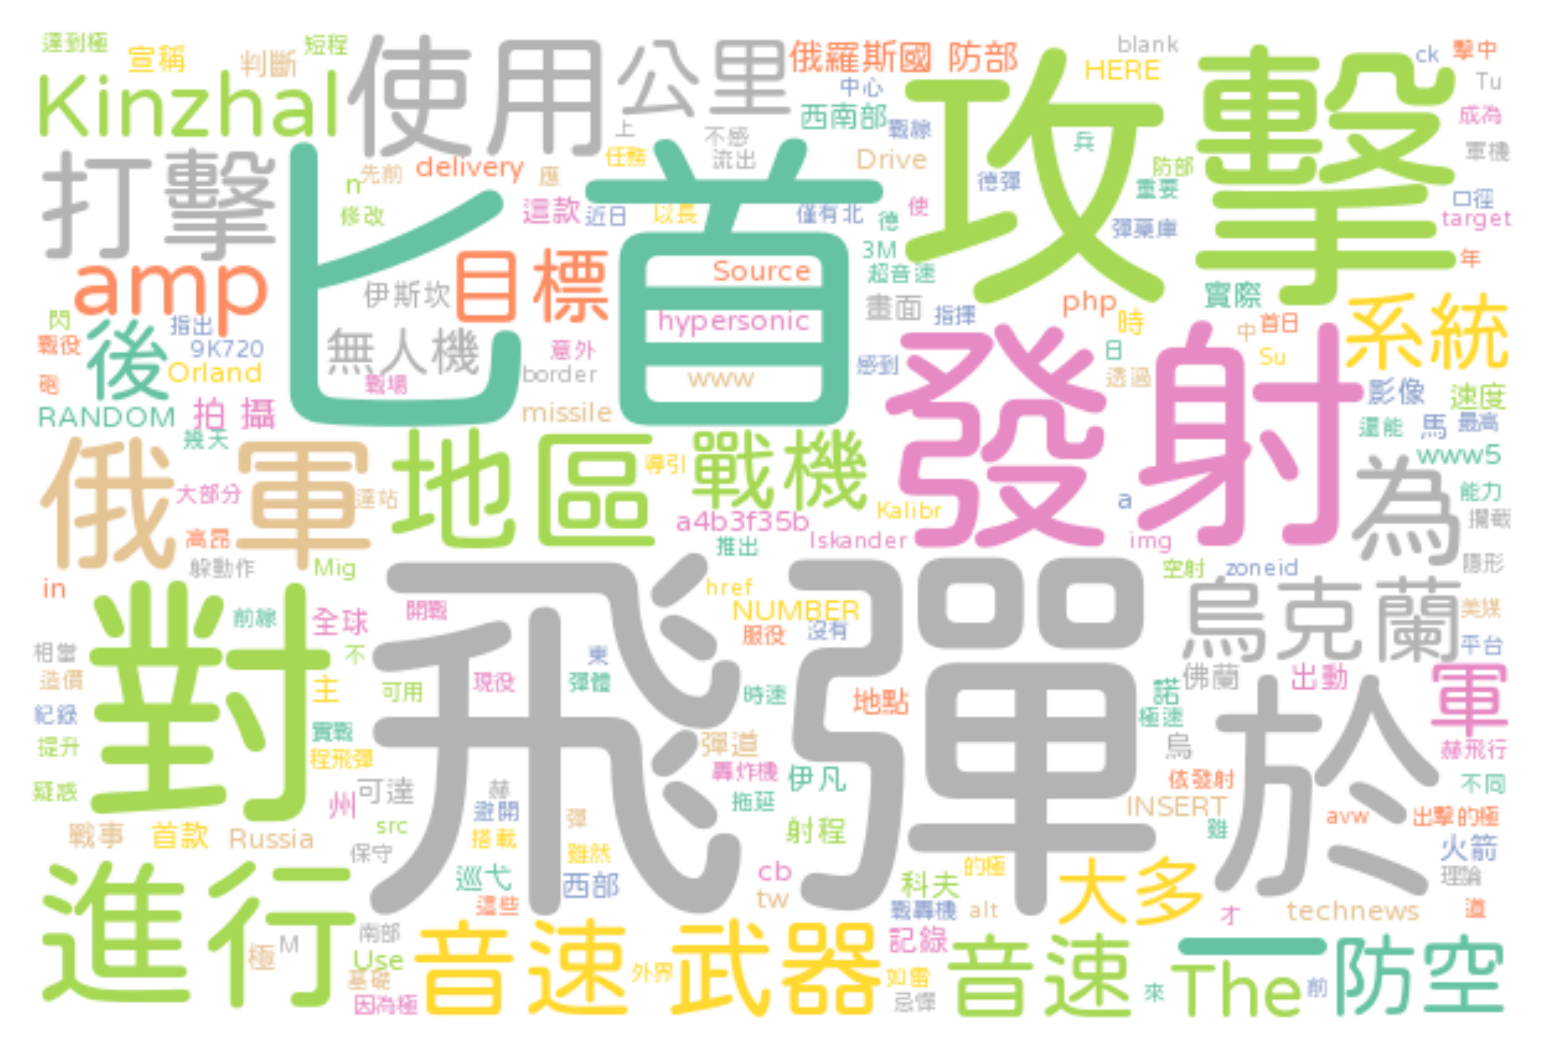 達到極
宣稱
判斷
短程
使用
公里
俄羅斯國 防部
blank
HERE
ck
擊中
Kinzhal
中心
攻擊
Tu
西南部
戰線
成為
上
不感
流出
兵
軍機
打擊
先前
delivery
應
任務
Drive
防部
n
德彈
重要
口徑
修改
這款
近日
以長
僅有北
德
使
彈藥庫
target
匕首
3M
年
amp
目標
Source
超音速
伊斯坎
畫面
指揮
php
實際
系統
閃
指出
hypersonic
時
中
首日
戰役
後
9K720
無人機
意外
感到
日
Su
砲
Orland
戰場
border
www
透過
影像
速度
RANDOM
拍 攝
missile
發射
還能
馬
最高
幾天
www5
俄軍
地區
戰機
導引
為
大部分
達站
a4b3f35b
Kalibr
a
能力
高昂
推出
Iskander
img
攔截
躲動作
Mig
空射
zoneid
隱形
in
href
對
前線
全球
開戰
飛彈
NUMBER
烏克蘭
美媒
服役
沒有
相當
不
東
平台
造價
主
可用
現役
彈體
時速
地點
諾
佛蘭
出動
軍
紀錄
實戰
極速
於
提升
程飛彈
彈道
烏
赫飛行
疑惑
州
可達
赫
轟炸機
伊凡
依發射
不同
避開
拖延
INSERT
戰事
首款
Russia
src
搭載
彈
射程
雖
avw
出擊的極
保守
雖然
火箭
進行
巡弋
西部
cb
科夫
的極
大多
理論
這些
tw
戰轟機
alt
才
technews
道
南部
音速
武器
記錄
音速
一
防空
極
M
Use
外界
如雷
The
基礎
因為極
忌憚
來
前